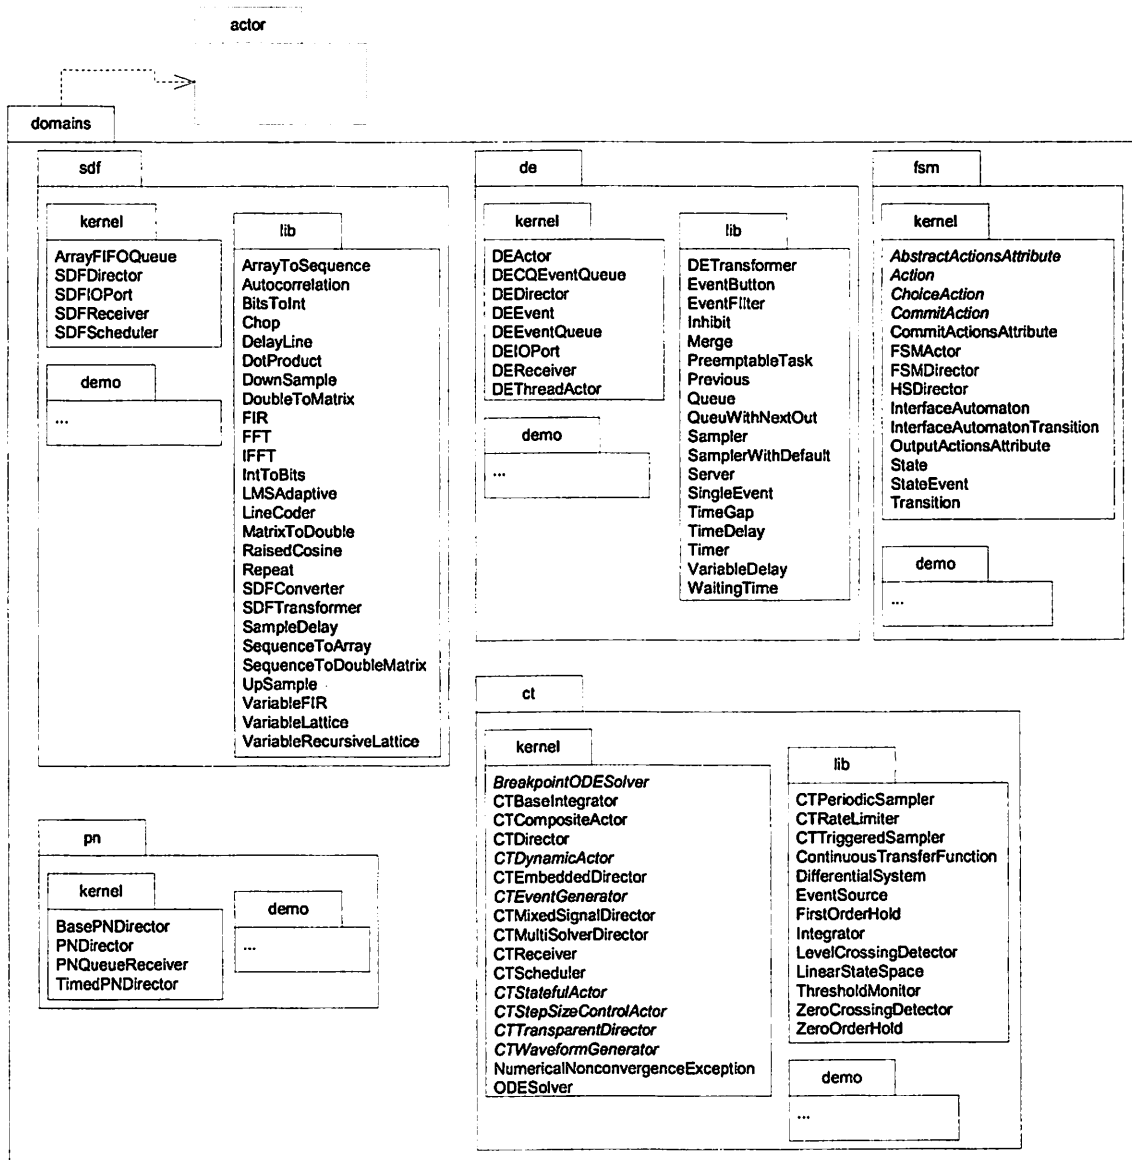 actor
domains
sdf
kernel
ArrayFIFOQueue
SDFDirector
SDFIOPort
SDFReceiver
SDFScheduler
demo
...
lib
ArrayToSequence
Autocorrelation
BitsToInt
Chop
DelayLine
DotProduct
DownSample
DoubleToMatrix
FIR
FFT
IFFT
IntToBits
LMSAdaptive
LineCoder
MatrixToDouble
RaisedCosine
Repeat
SDFConverter
SDFTransformer
SampleDelay
SequenceToArray
SequenceToDoubleMatrix
UpSample
VariableFIR
VariableLattice
VariableRecursiveLattice
de
kernel
DEActor
DECQEventQueue
DEDirector
DEEvent
DEEventQueue
DEIOPort
DEReceiver
DEThreadActor
demo
...
lib
DETransformer
EventButton
EventFilter
Inhibit
Merge
PreemptableTask
Previous
Queue
QueuWithNextOut
Sampler
SamplerWithDefault
Server
SingleEvent
TimeGap
TimeDelay
Timer
VariableDelay
WaitingTime
fsm
kernel
AbstractActionsAttribute
Action
ChoiceAction
CommitAction
CommitActionsAttribute
FSMActor
FSMDirector
HSDirector
InterfaceAutomaton
InterfaceAutomatonTransition
OutputActionsAttribute
State
StateEvent
Transition
demo
...
pn
kernel
BasePNDirector
PNDirector
PNQueueReceiver
TimedPNDirector
demo
...
ct
kernel
BreakpointODESolver
CTBaseIntegrator
CTCompositeActor
CTDirector
CTDynamicActor
CTEmbeddedDirector
CTEventGenerator
CTMixedSignalDirector
CTMultiSolverDirector
CTReceiver
CTScheduler
CTStatefulActor
CTStepSizeControlActor
CTTransparentDirector
CTWaveformGenerator
NumericalNonconvergenceException
ODESolver
lib
CTPeriodicSampler
CTRateLimiter
CTTriggeredSampler
ContinuousTransferFunction
DifferentialSystem
EventSource
FirstOrderHold
Integrator
LevelCrossingDetector
LinearStateSpace
ThresholdMonitor
ZeroCrossingDetector
ZeroOrderHold
demo
...